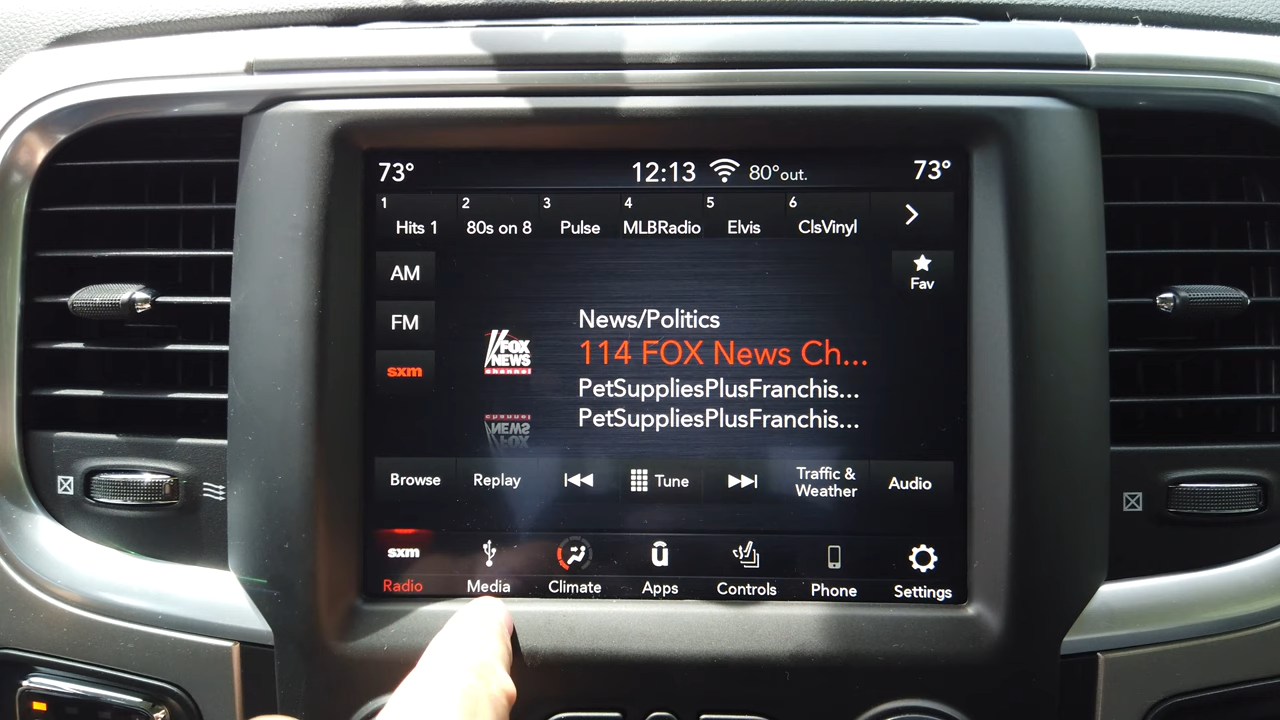 73° 12:13 80°out. 73°
1 2 3 4 5 6
Hits 1 80s on 8 Pulse MLBRadio Elvis ClsVinyl
AM
Fav
FM
News/Politics
FOX
NEWS
channel
114 FOX News Ch...
sxm
PetSuppliesPlusFranchis...
PetSuppliesPlusFranchis...
Browse Replay Tune Traffic &
Weather Audio
sxm
Radio Media Climate Apps Controls Phone Settings